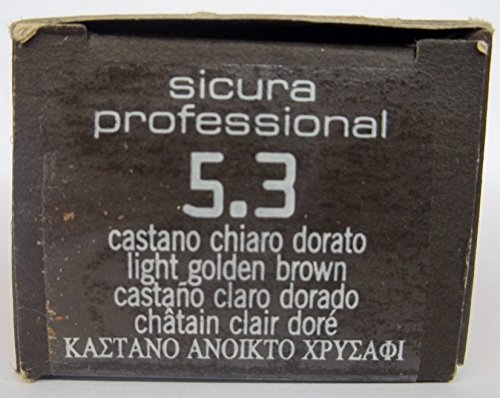 sicura
professional
5.3
castano chiaro dorato
light golden brown
castaño claro dorado
châtain clair doré
ΚΑΣΤΑΝΟ ΑΝΟΙΚΤΟ ΧΡΥΣΑΦΙ